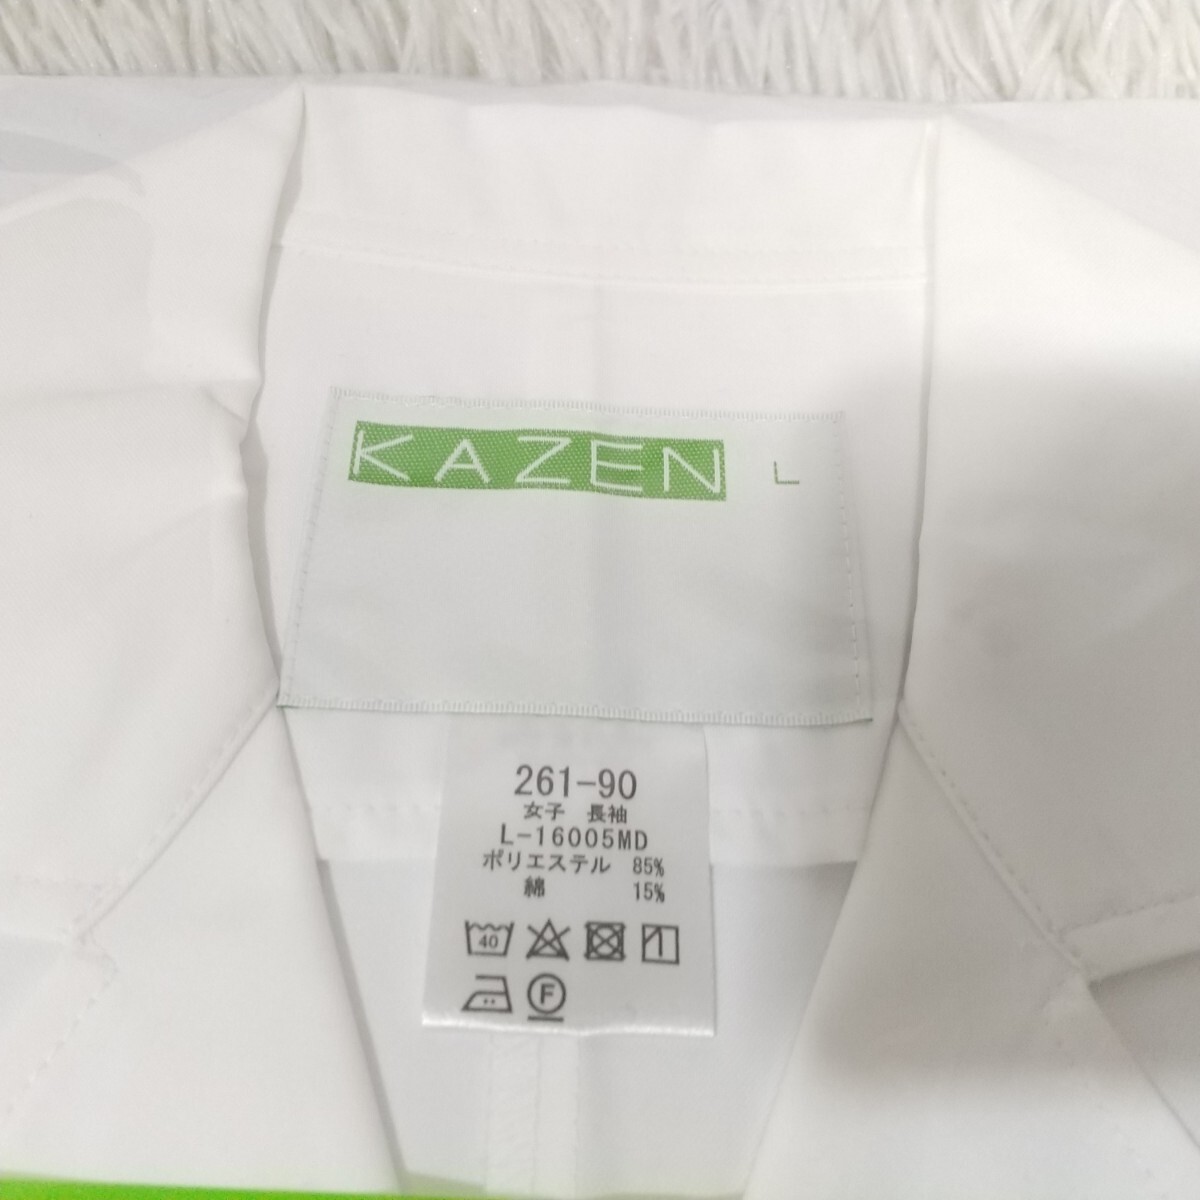 KAZEN L
261-90
女子 長袖
L-16005MD
ポリエステル 85%
綿 15%
40
F